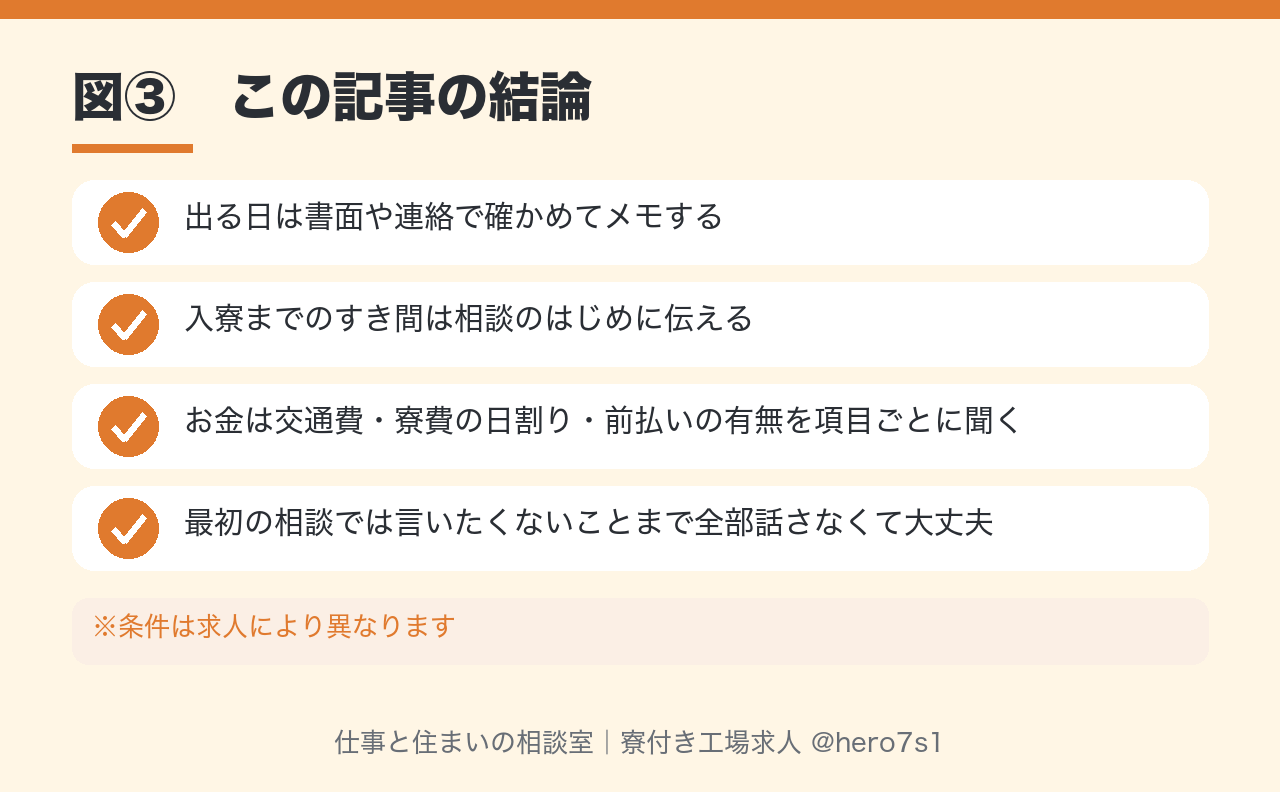 図③　この記事の結論
出る日は書面や連絡で確かめてメモする
入寮までのすき間は相談のはじめに伝える
お金は交通費・寮費の日割り・前払いの有無を項目ごとに聞く
最初の相談では言いたくないことまで全部話さなくて大丈夫
※条件は求人により異なります
仕事と住まいの相談室｜寮付き工場求人 @hero7s1